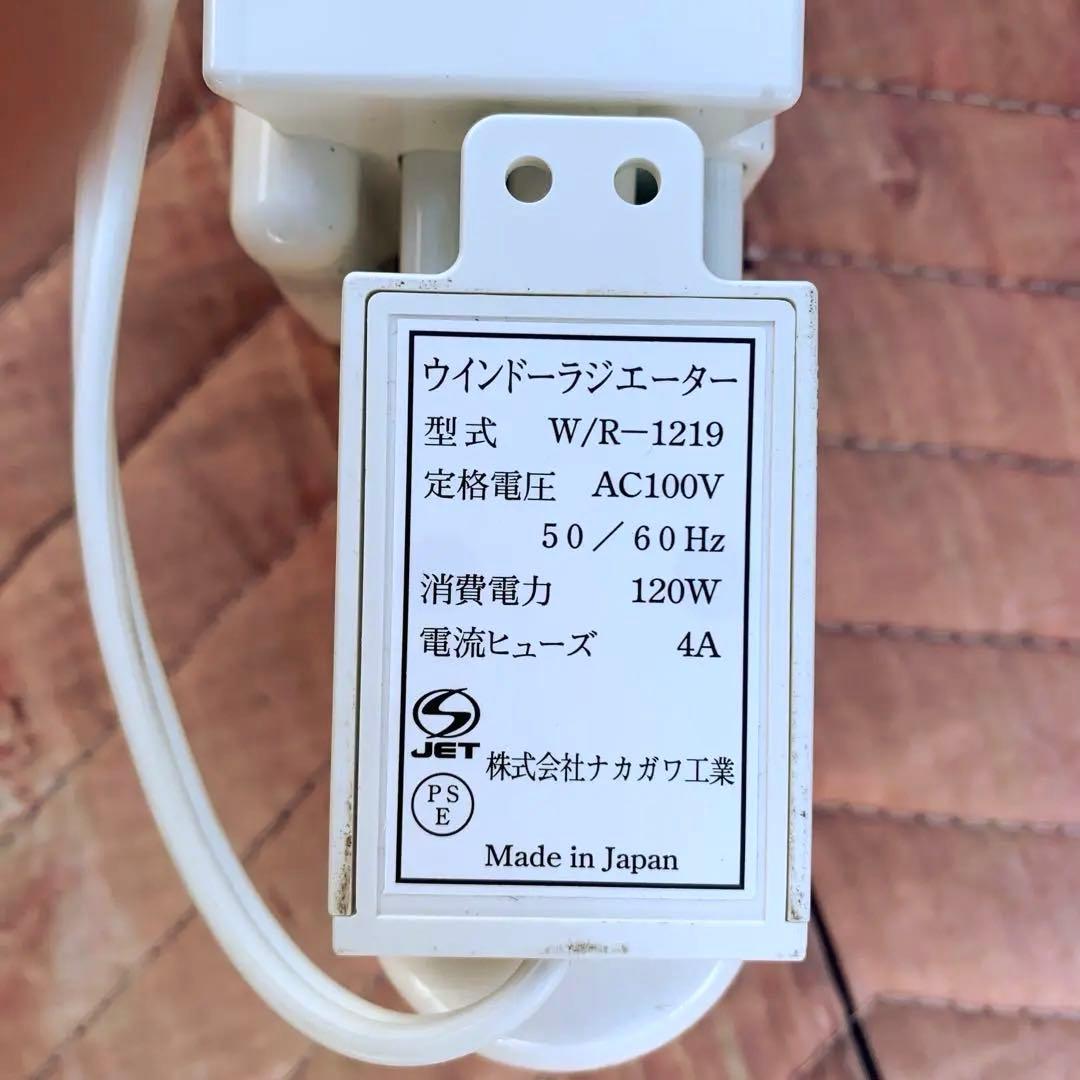 ウインドーラジエーター
型式 W/R-1219
定格電圧 AC100V
50/60Hz
消費電力 120W
電流ヒューズ 4A
JET
株式会社ナカガワ工業
PS
E
Made in Japan